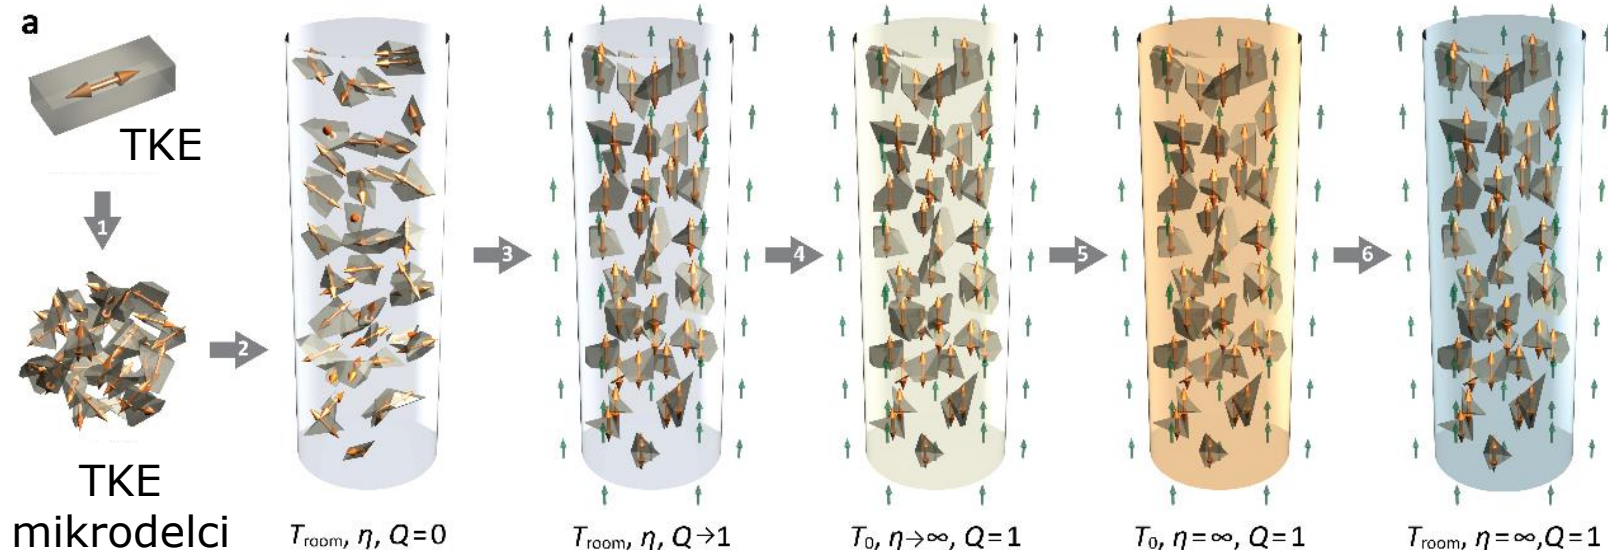 a
TKE
1
TKE
mikrodelci
2
3
4
5
6
T_room, η, Q=0
T_room, η, Q→1
T_0, η→∞, Q=1
T_0, η=∞, Q=1
T_room, η=∞,Q=1